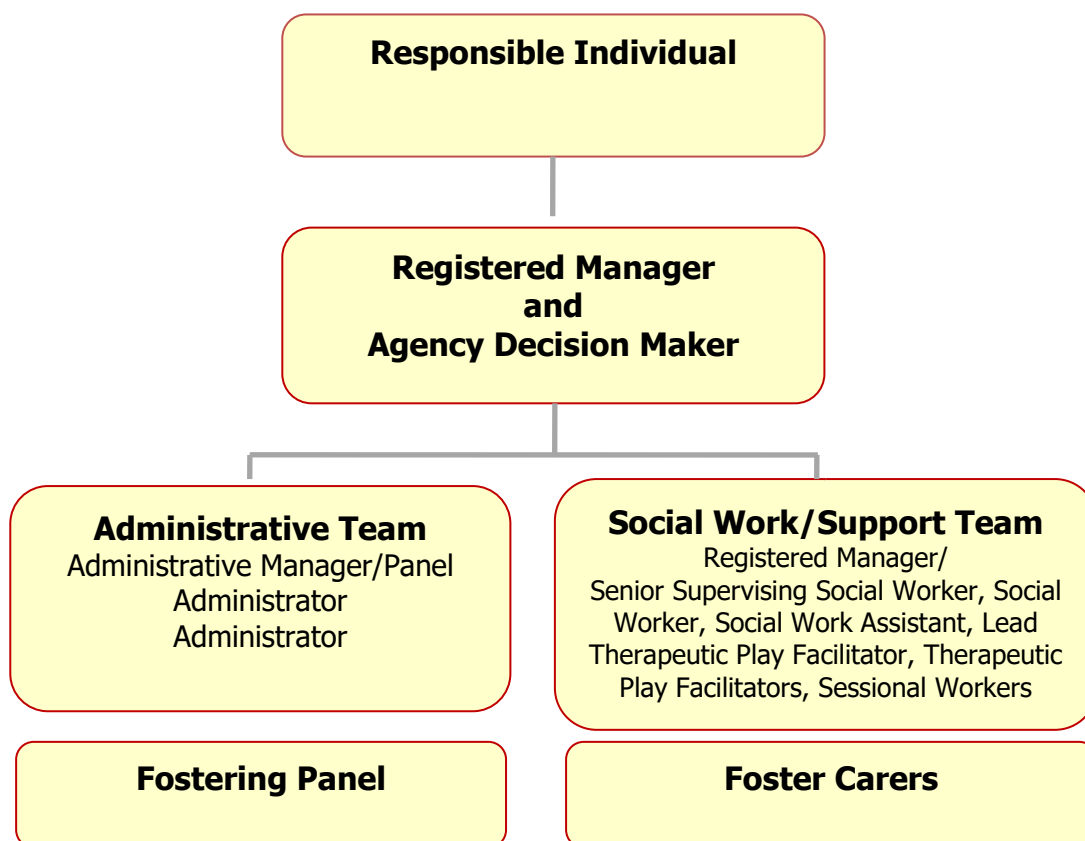 Responsible Individual
Registered Manager
and
Agency Decision Maker
Administrative Team
Administrative Manager/Panel
Administrator
Administrator
Social Work/Support Team
Registered Manager/
Senior Supervising Social Worker, Social
Worker, Social Work Assistant, Lead
Therapeutic Play Facilitator, Therapeutic
Play Facilitators, Sessional Workers
Fostering Panel
Foster Carers